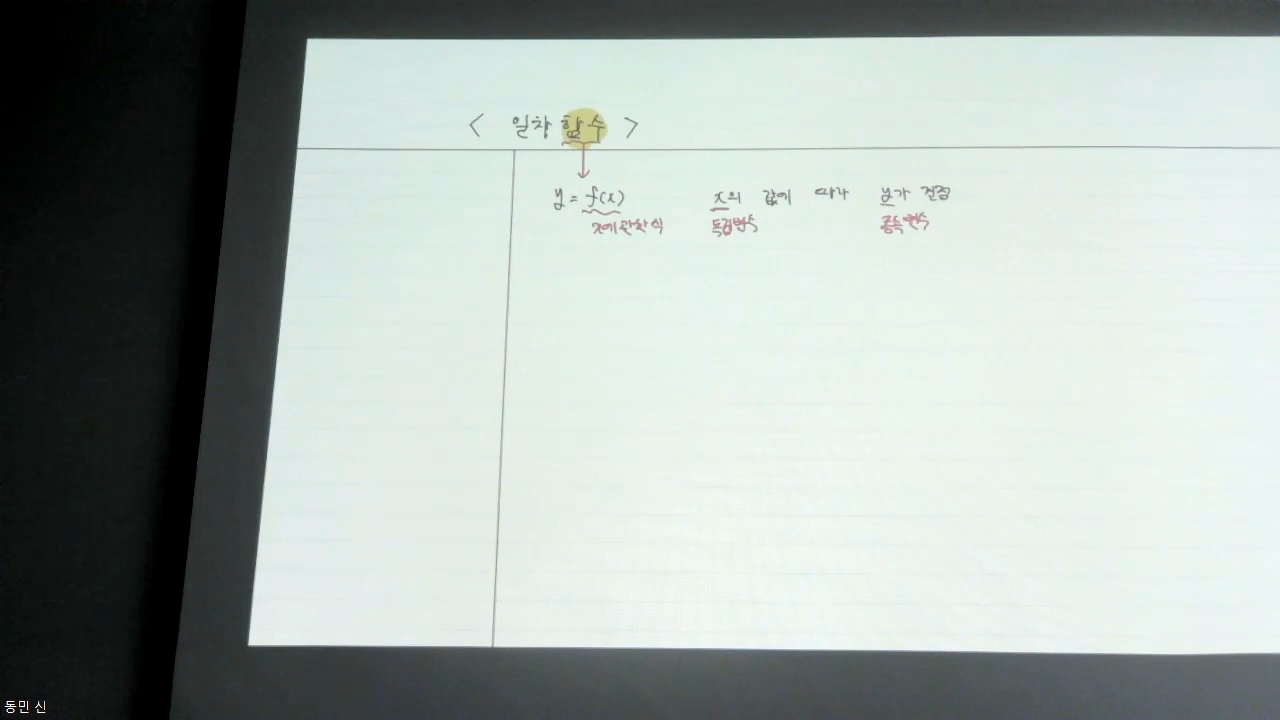 < 일차함수 >
y = f(x) x의 값에 따라 y가 결정
x에 관한 식 독립변수 종속변수
동민 신